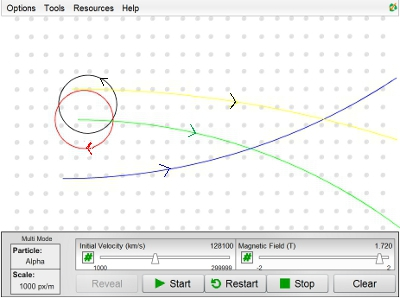 Options Tools Resources Help
Multi Mode
Particle:
Alpha
Scale:
1000 px/m
Initial Velocity (km/s) 128100
#
1000 299999
Magnetic Field (T) 1.720
#
-2 2
Reveal Start Restart Stop Clear